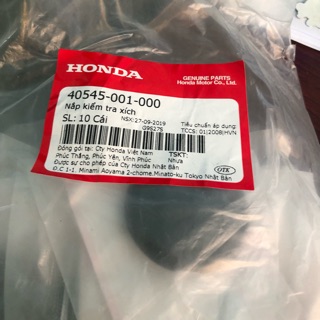 HONDA
GENUINE PARTS
Honda Motor Co., Ltd.
40545-001-000
Nắp kiểm tra xích
SL: 10 Cái
NSX: 27-09-2019
Tiêu chuẩn áp dụng
TCCS: 01|2008|HVN
Đóng gói tại: Cty Honda Việt Nam
Phúc Thắng, Phúc Yên, Vĩnh Phúc
TSKT:
Nhựa
Được sự cho phép của Cty Honda Nhật Bản
Đ.C 1-1. Minami Aoyama 2-chome.Minato-ku Tokyo Nhật Bản
OTK